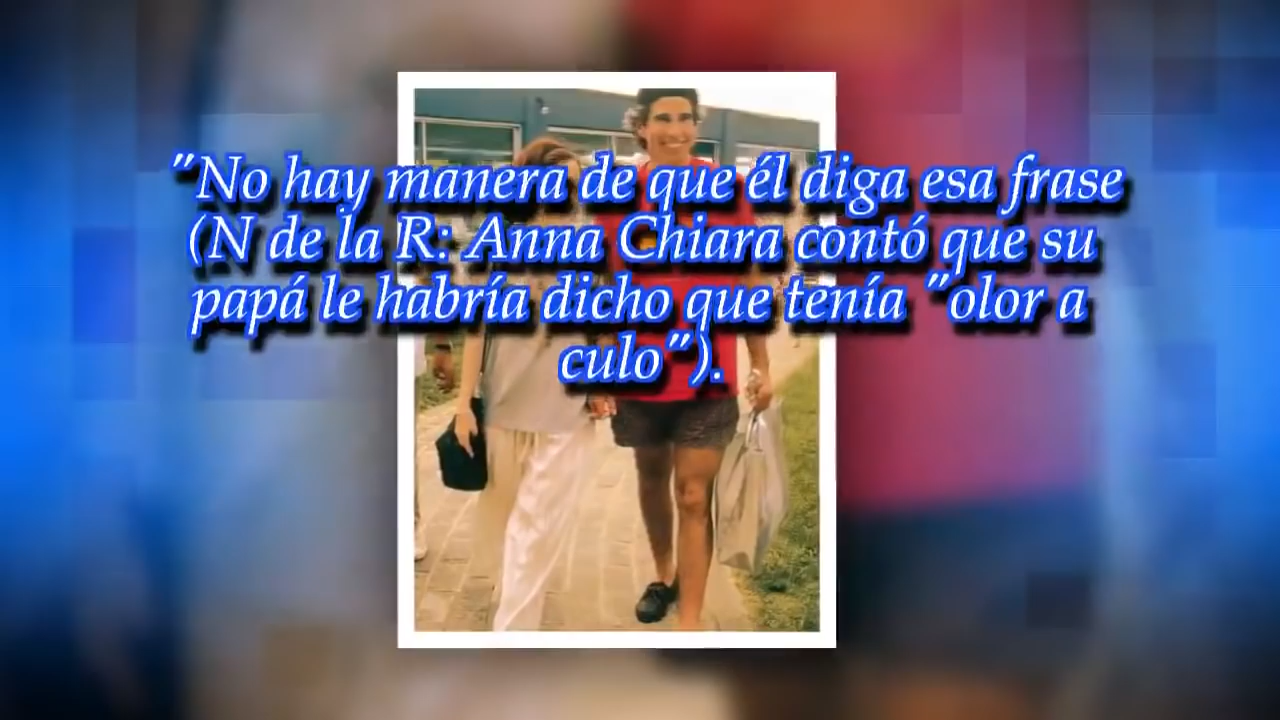 "No hay manera de que él diga esa frase
(N de la R: Anna Chiara contó que su
papá le habría dicho que tenía "olor a
culo").